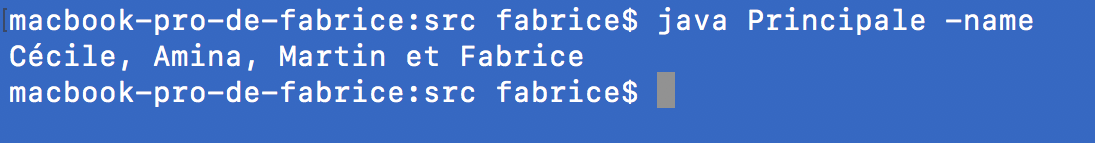 macbook-pro-de-fabrice:src fabrice$ java Principale -name
Cécile, Amina, Martin et Fabrice
macbook-pro-de-fabrice:src fabrice$